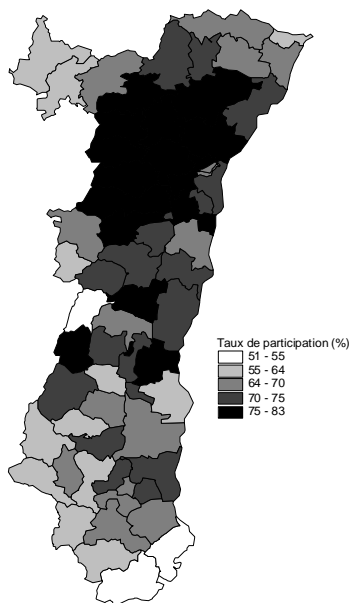 Taux de participation (%)
51 - 55
55 - 64
64 - 70
70 - 75
75 - 83